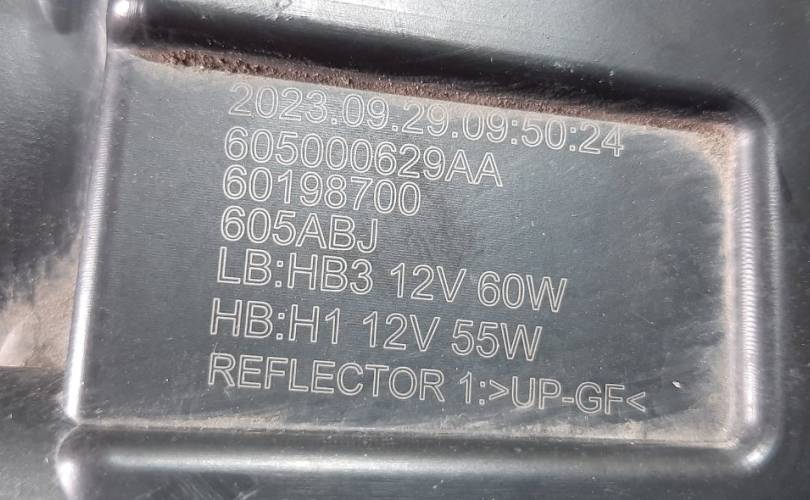 2023.09.29.09:50:24
605000629AA
60198700
605ABJ
LB:HB3 12V 60W
HB:H1 12V 55W
REFLECTOR 1:>UP-GF<